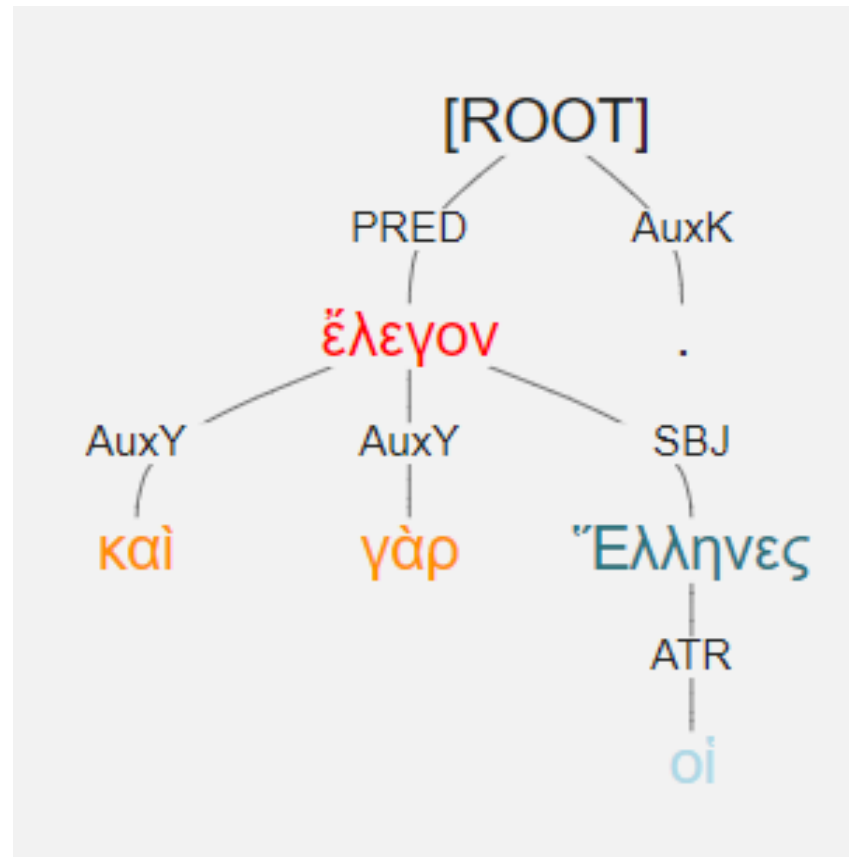 [ROOT]
PRED AuxK
ἔλεγον .
AuxY AuxY SBJ
καὶ γὰρ Ἕλληνες
ATR
οἱ